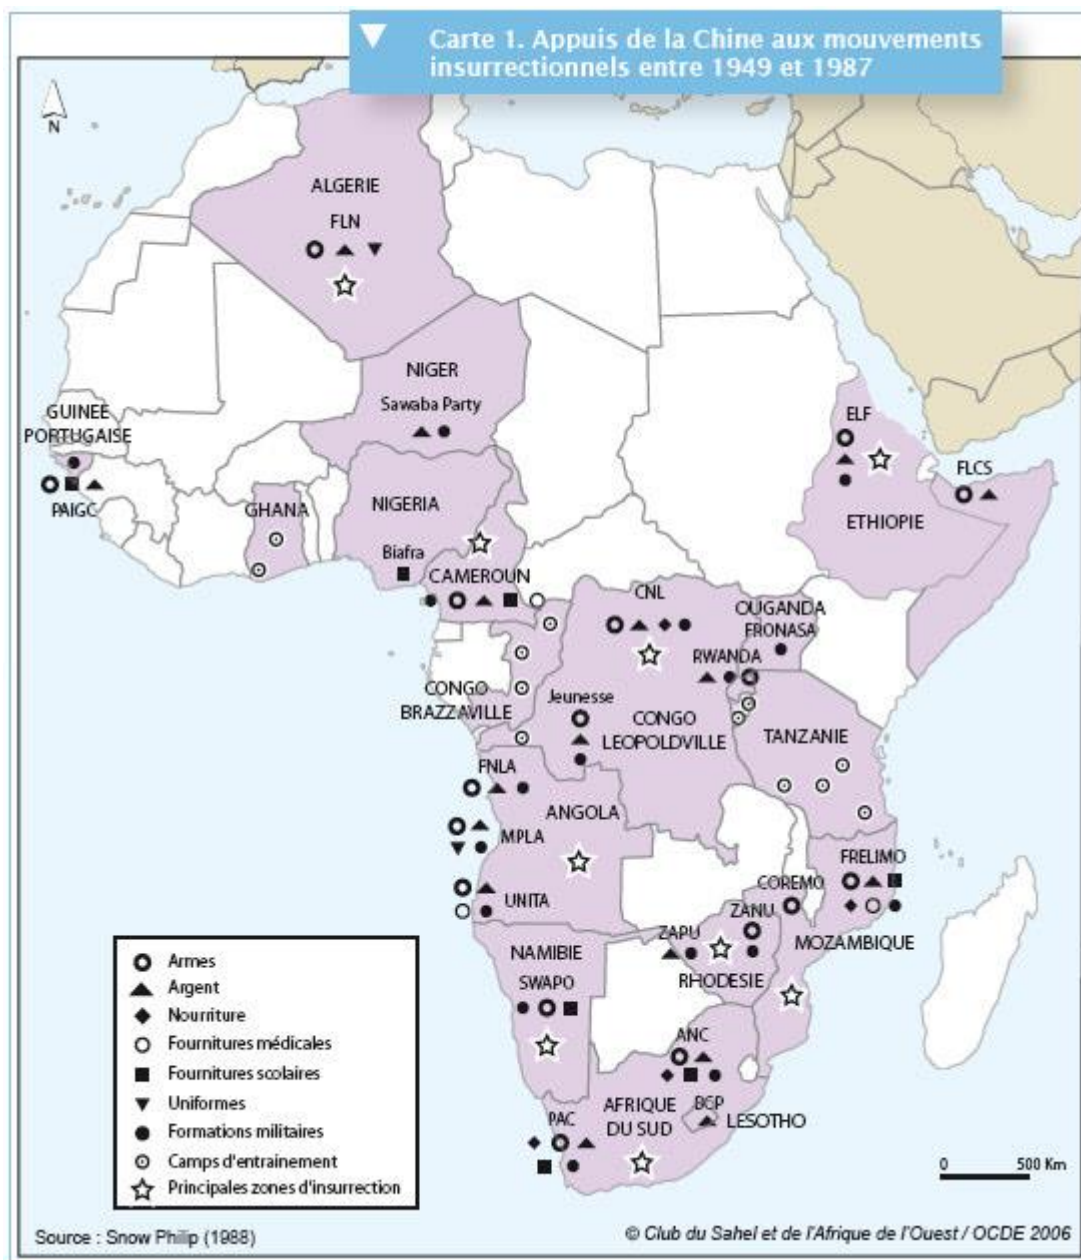 Carte 1. Appuis de la Chine aux mouvements
insurrectionnels entre 1949 et 1987
N
ALGERIE
FLN
NIGER
Sawaba Party
GUINEE
PORTUGAISE
PAIGC
GHANA
NIGERIA
Biafra
CAMEROUN
ELF
FLCS
ETHIOPIE
CNL
OUGANDA
FRONASA
RWANDA
CONGO
BRAZZAVILLE
Jeunesse
CONGO
LEOPOLDVILLE
TANZANIE
FNLA
ANGOLA
MPLA
UNITA
FRELIMO
COREMO
ZANU
ZAPU
MOZAMBIQUE
RHODESIE
NAMIBIE
SWAPO
ANC
PAC
AFRIQUE
DU SUD
BCP
LESOTHO
Armes
Argent
Nourriture
Fournitures médicales
Fournitures scolaires
Uniformes
Formations militaires
Camps d'entrainement
Principales zones d'insurrection
0 500 Km
Source : Snow Philip (1988)
© Club du Sahel et de l'Afrique de l'Ouest / OCDE 2006